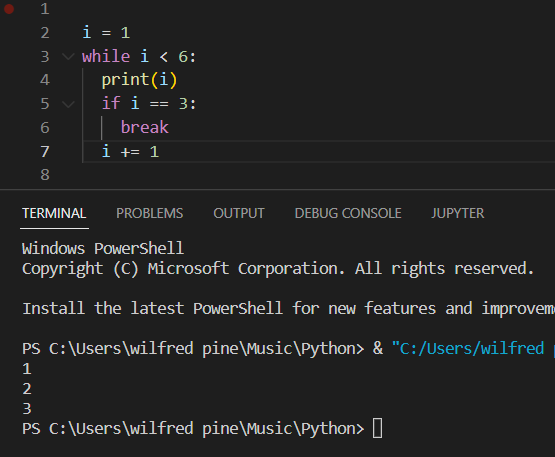 1
2 i = 1
3 while i < 6:
4 print(i)
5 if i == 3:
6 break
7 i += 1
8
TERMINAL PROBLEMS OUTPUT DEBUG CONSOLE JUPYTER
Windows PowerShell
Copyright (C) Microsoft Corporation. All rights reserved.
Install the latest PowerShell for new features and improvem
PS C:\Users\wilfred pine\Music\Python> & "C:/Users/wilfred p
1
2
3
PS C:\Users\wilfred pine\Music\Python>